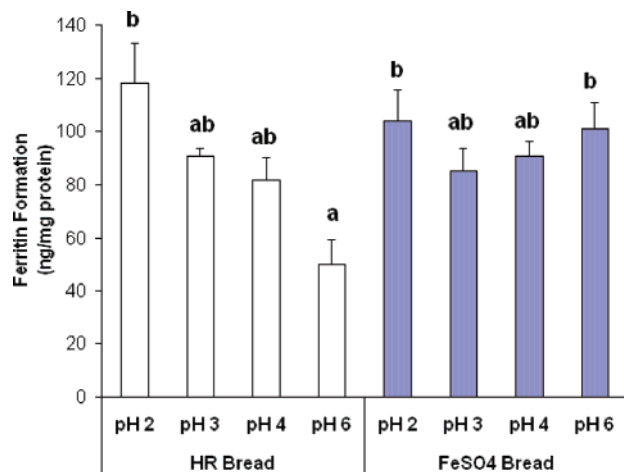 Ferritin Formation
(ng/mg protein)
140
120
100
80
60
40
20
0
b
ab
ab
a
b
ab
ab
b
pH 2
pH 3
pH 4
pH 6
pH 2
pH 3
pH 4
pH 6
HR Bread
FeSO4 Bread